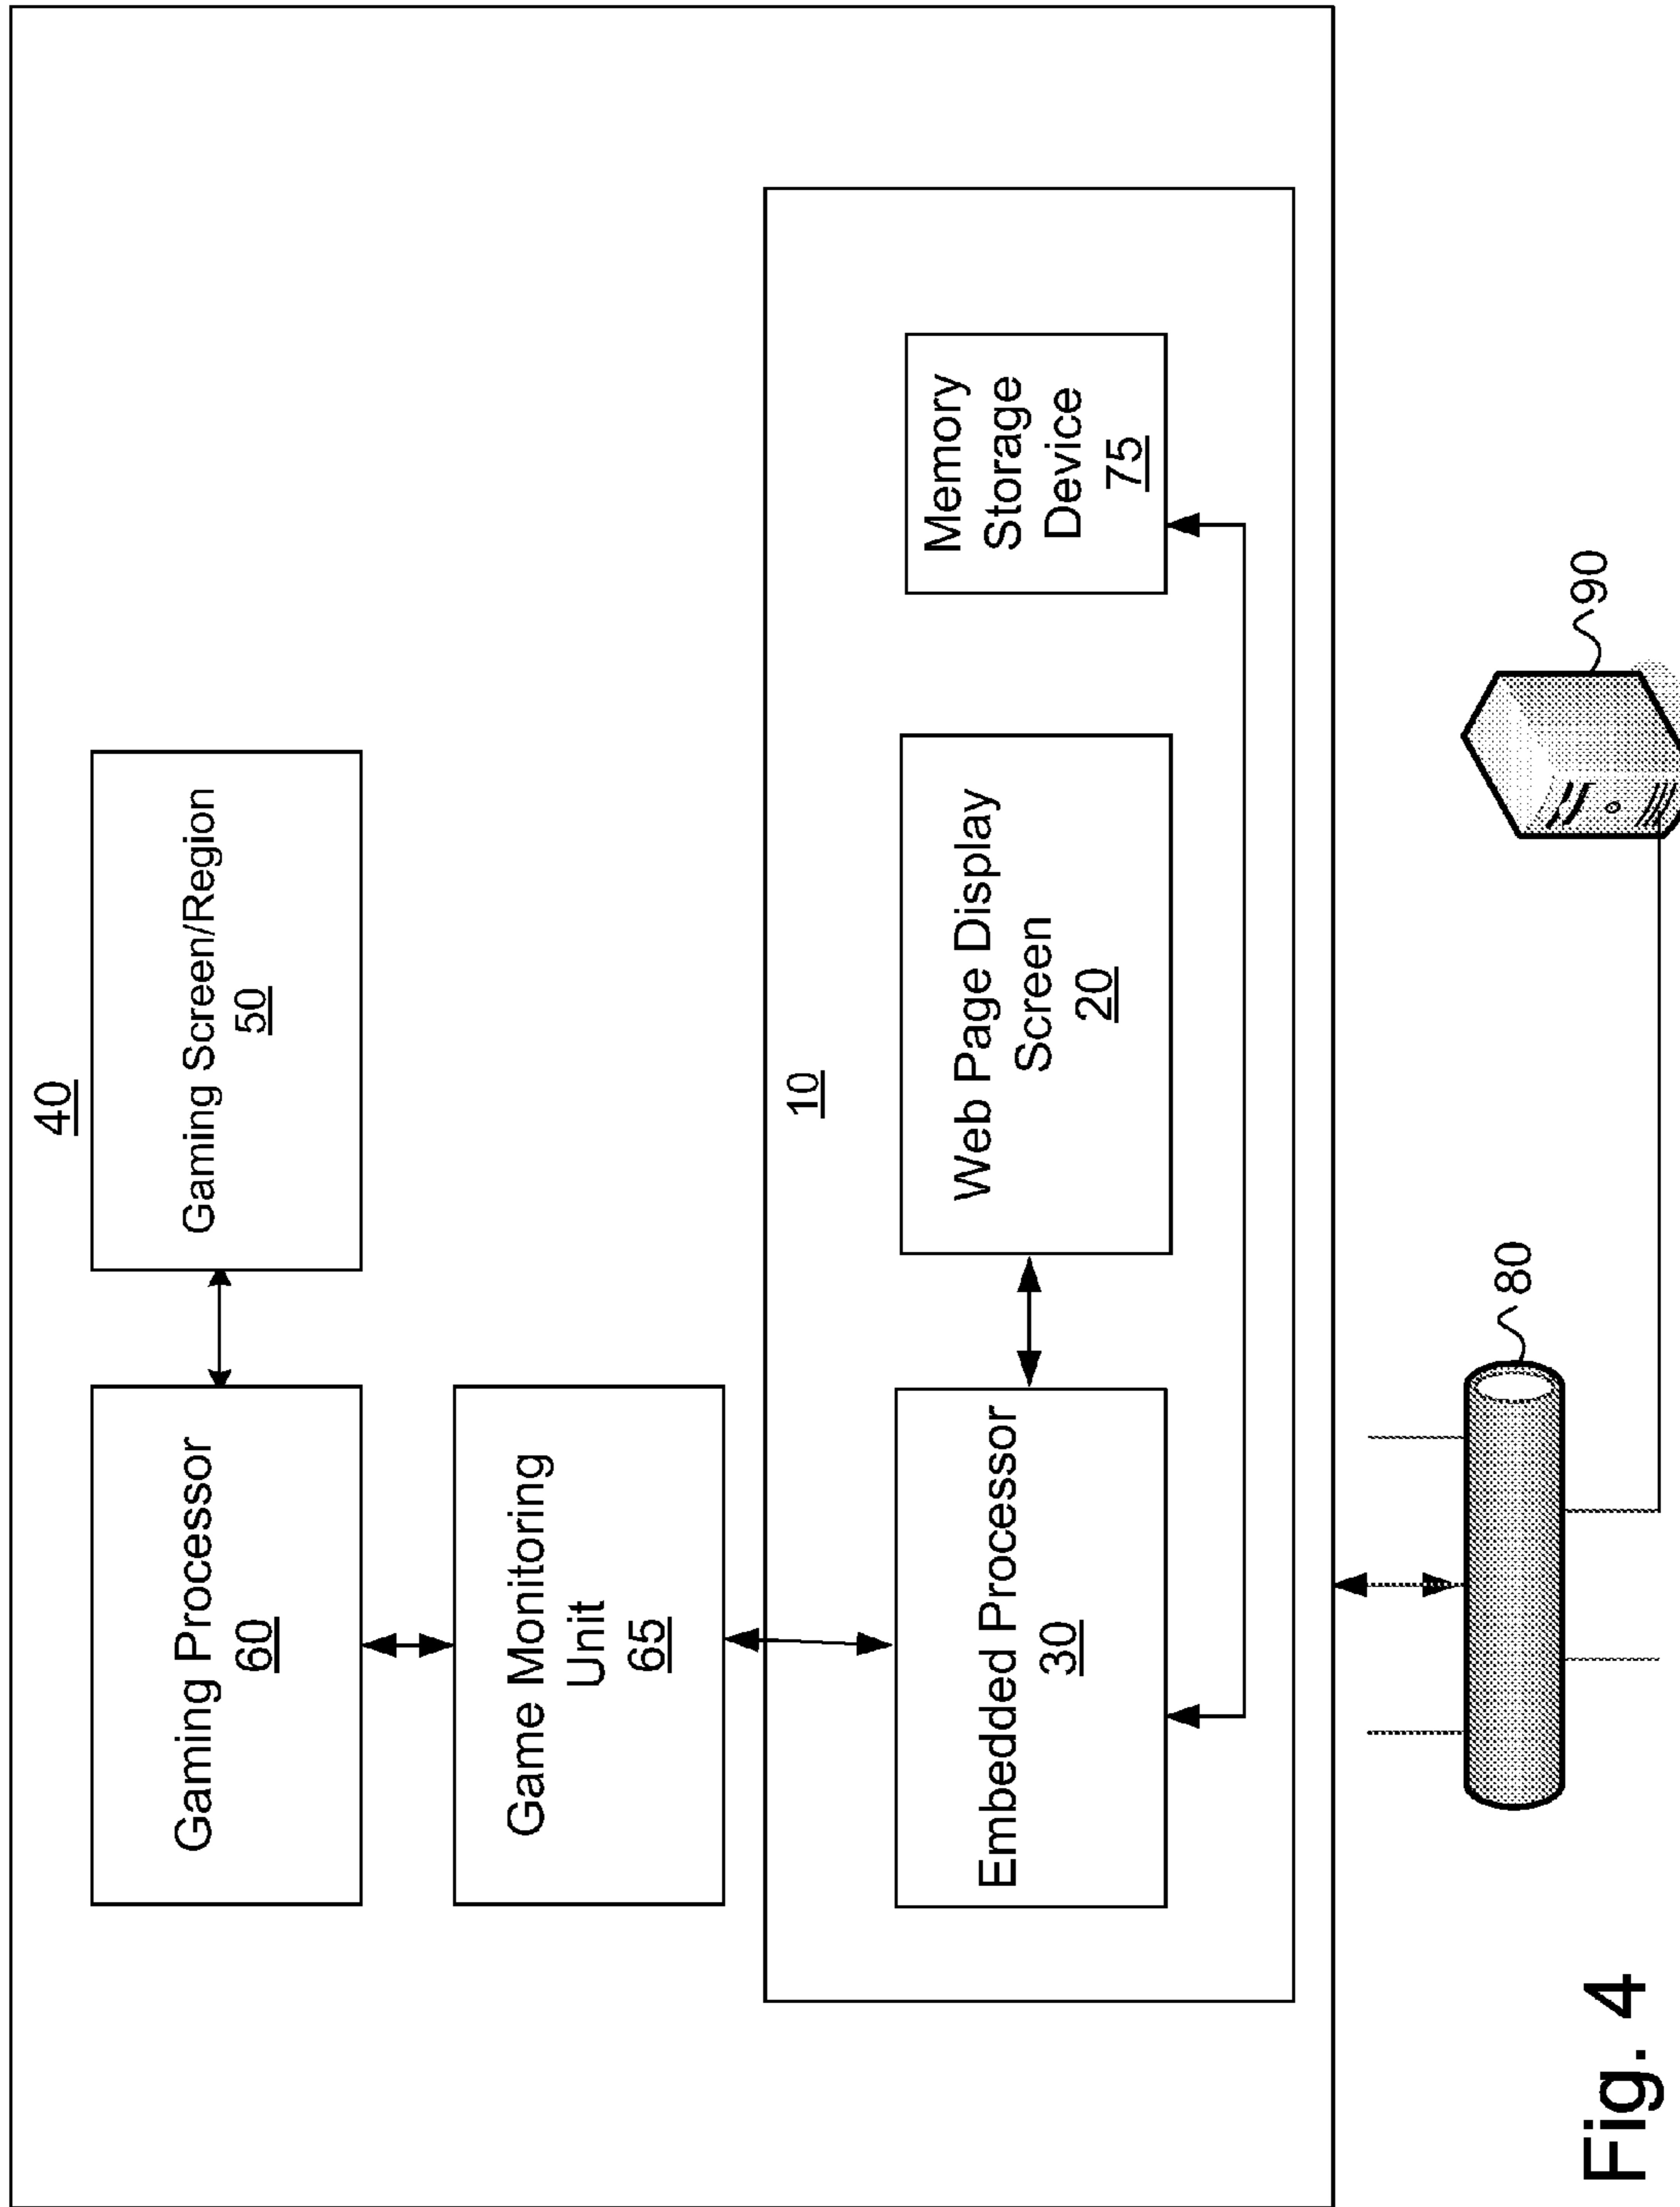 40
Gaming Processor
60
Gaming Screen/Region
50
Game Monitoring
Unit
65
10
Embedded Processor
30
Web Page Display
Screen
20
Memory
Storage
Device
75
80
90
Fig. 4